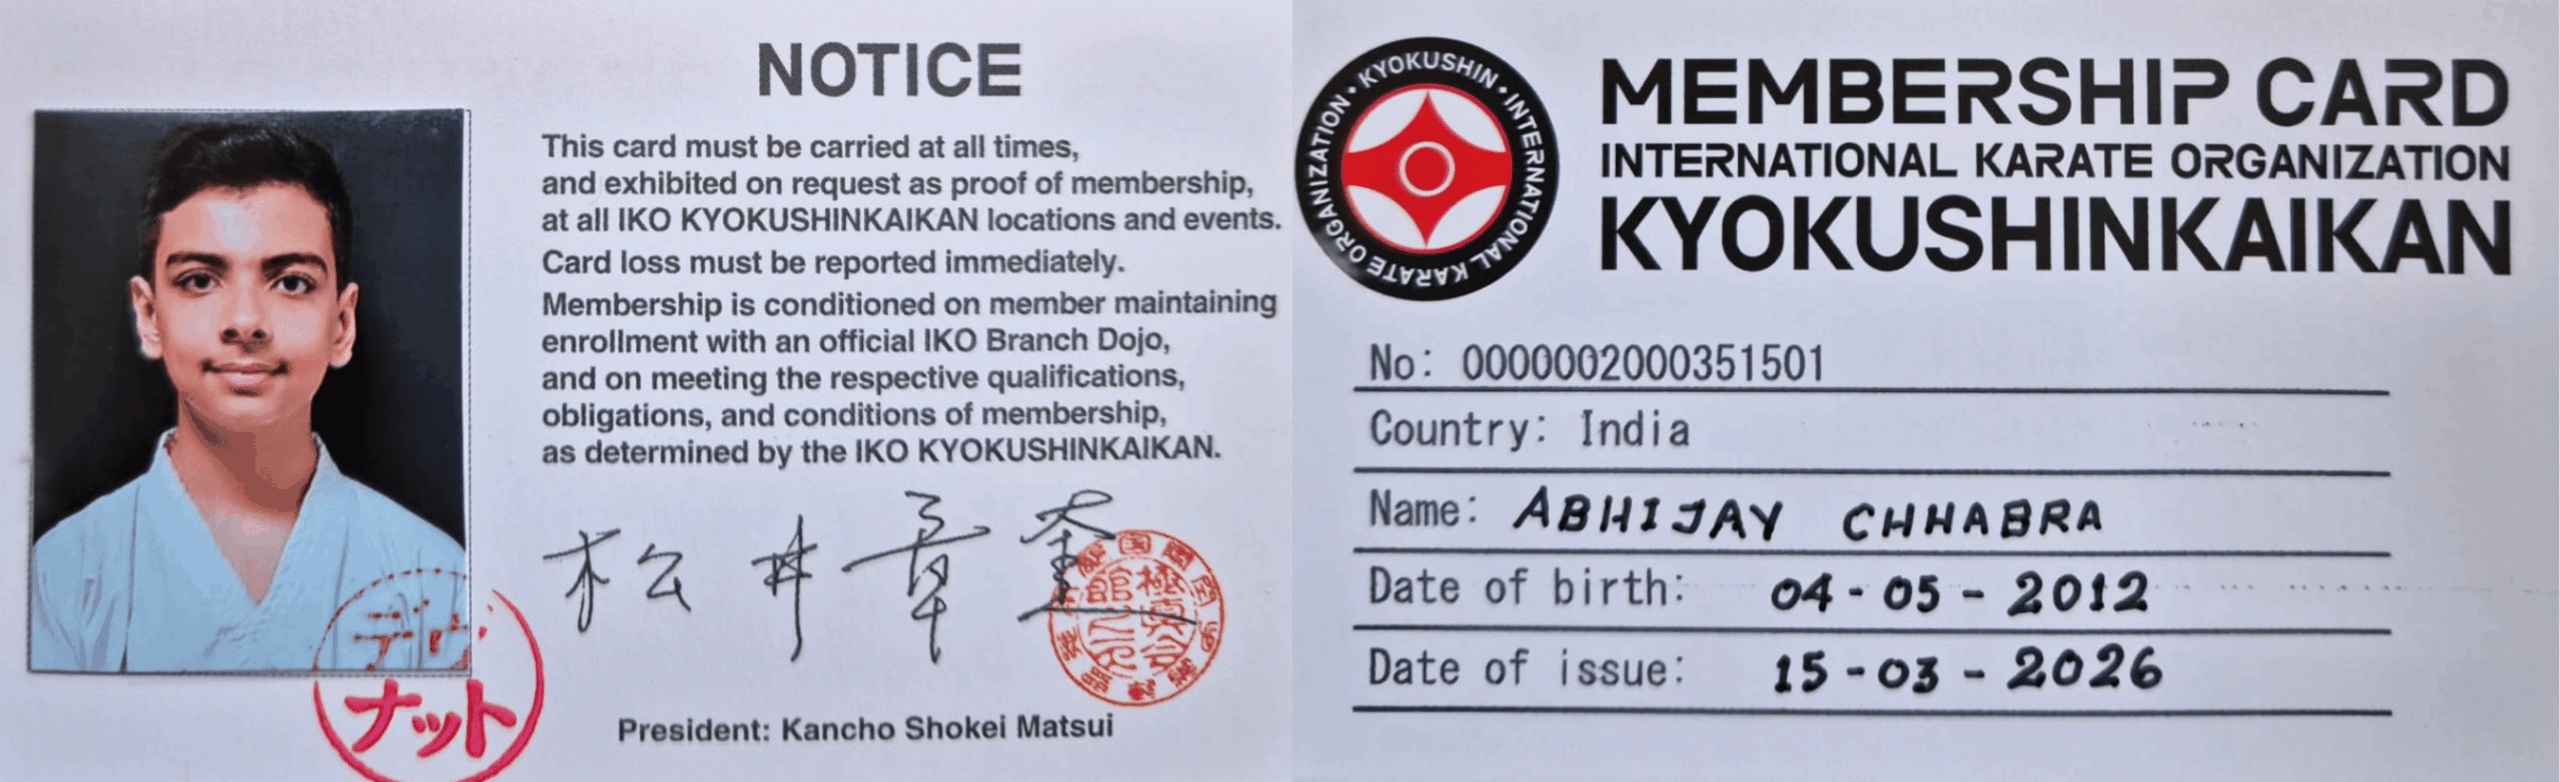 NOTICE
This card must be carried at all times,
and exhibited on request as proof of membership,
at all IKO KYOKUSHINKAIKAN locations and events.
Card loss must be reported immediately.
Membership is conditioned on member maintaining
enrollment with an official IKO Branch Dojo,
and on meeting the respective qualifications,
obligations, and conditions of membership,
as determined by the IKO KYOKUSHINKAIKAN.
松井章奎
President: Kancho Shokei Matsui
ナット
KYOKUSHIN • INTERNATIONAL KARATE ORGANIZATION •
MEMBERSHIP CARD
INTERNATIONAL KARATE ORGANIZATION
KYOKUSHINKAIKAN
No: 0000002000351501
Country: India
Name: ABHIJAY CHHABRA
Date of birth: 04-05-2012
Date of issue: 15-03-2026